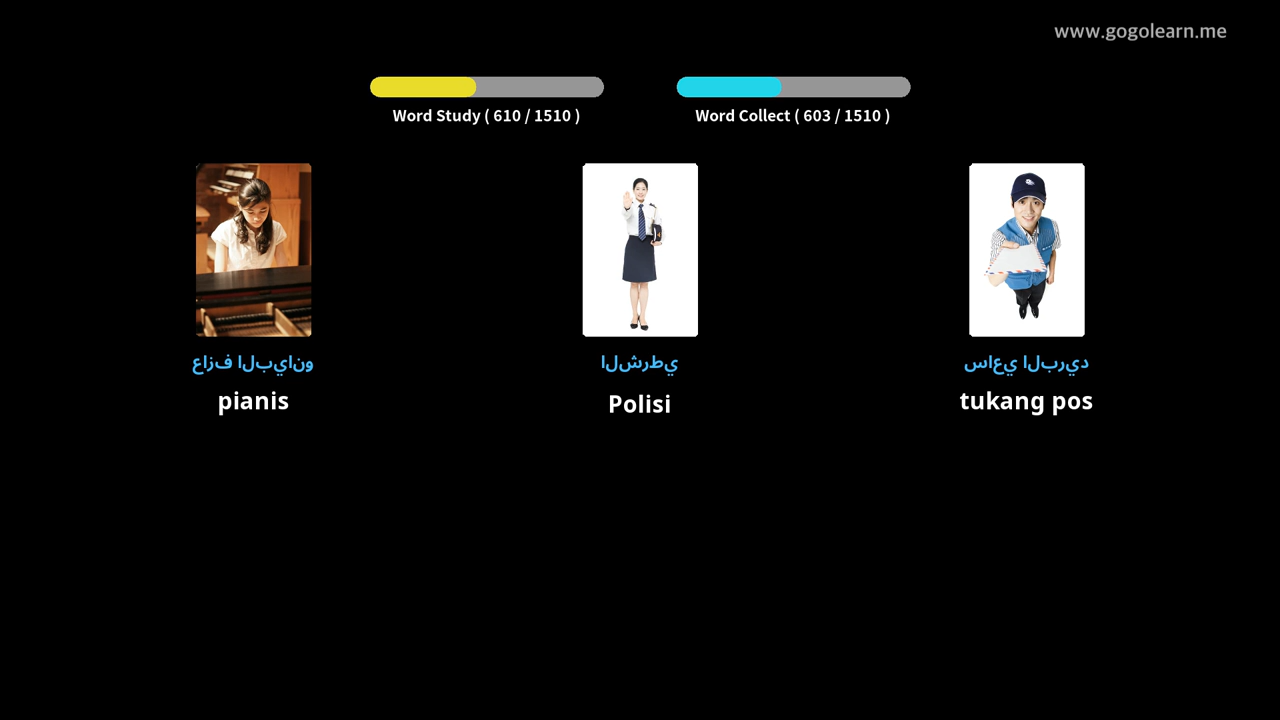 www.gogolearn.me
Word Study ( 610 / 1510 )
Word Collect ( 603 / 1510 )
عازف البيانو
الشرطي
ساعي البريد
pianis
Polisi
tukang pos